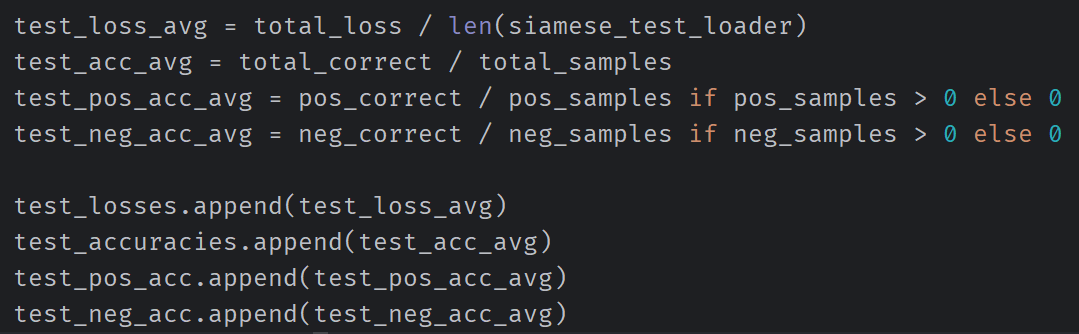 test_loss_avg = total_loss / len(siamese_test_loader)
test_acc_avg = total_correct / total_samples
test_pos_acc_avg = pos_correct / pos_samples if pos_samples > 0 else 0
test_neg_acc_avg = neg_correct / neg_samples if neg_samples > 0 else 0
test_losses.append(test_loss_avg)
test_accuracies.append(test_acc_avg)
test_pos_acc.append(test_pos_acc_avg)
test_neg_acc.append(test_neg_acc_avg)